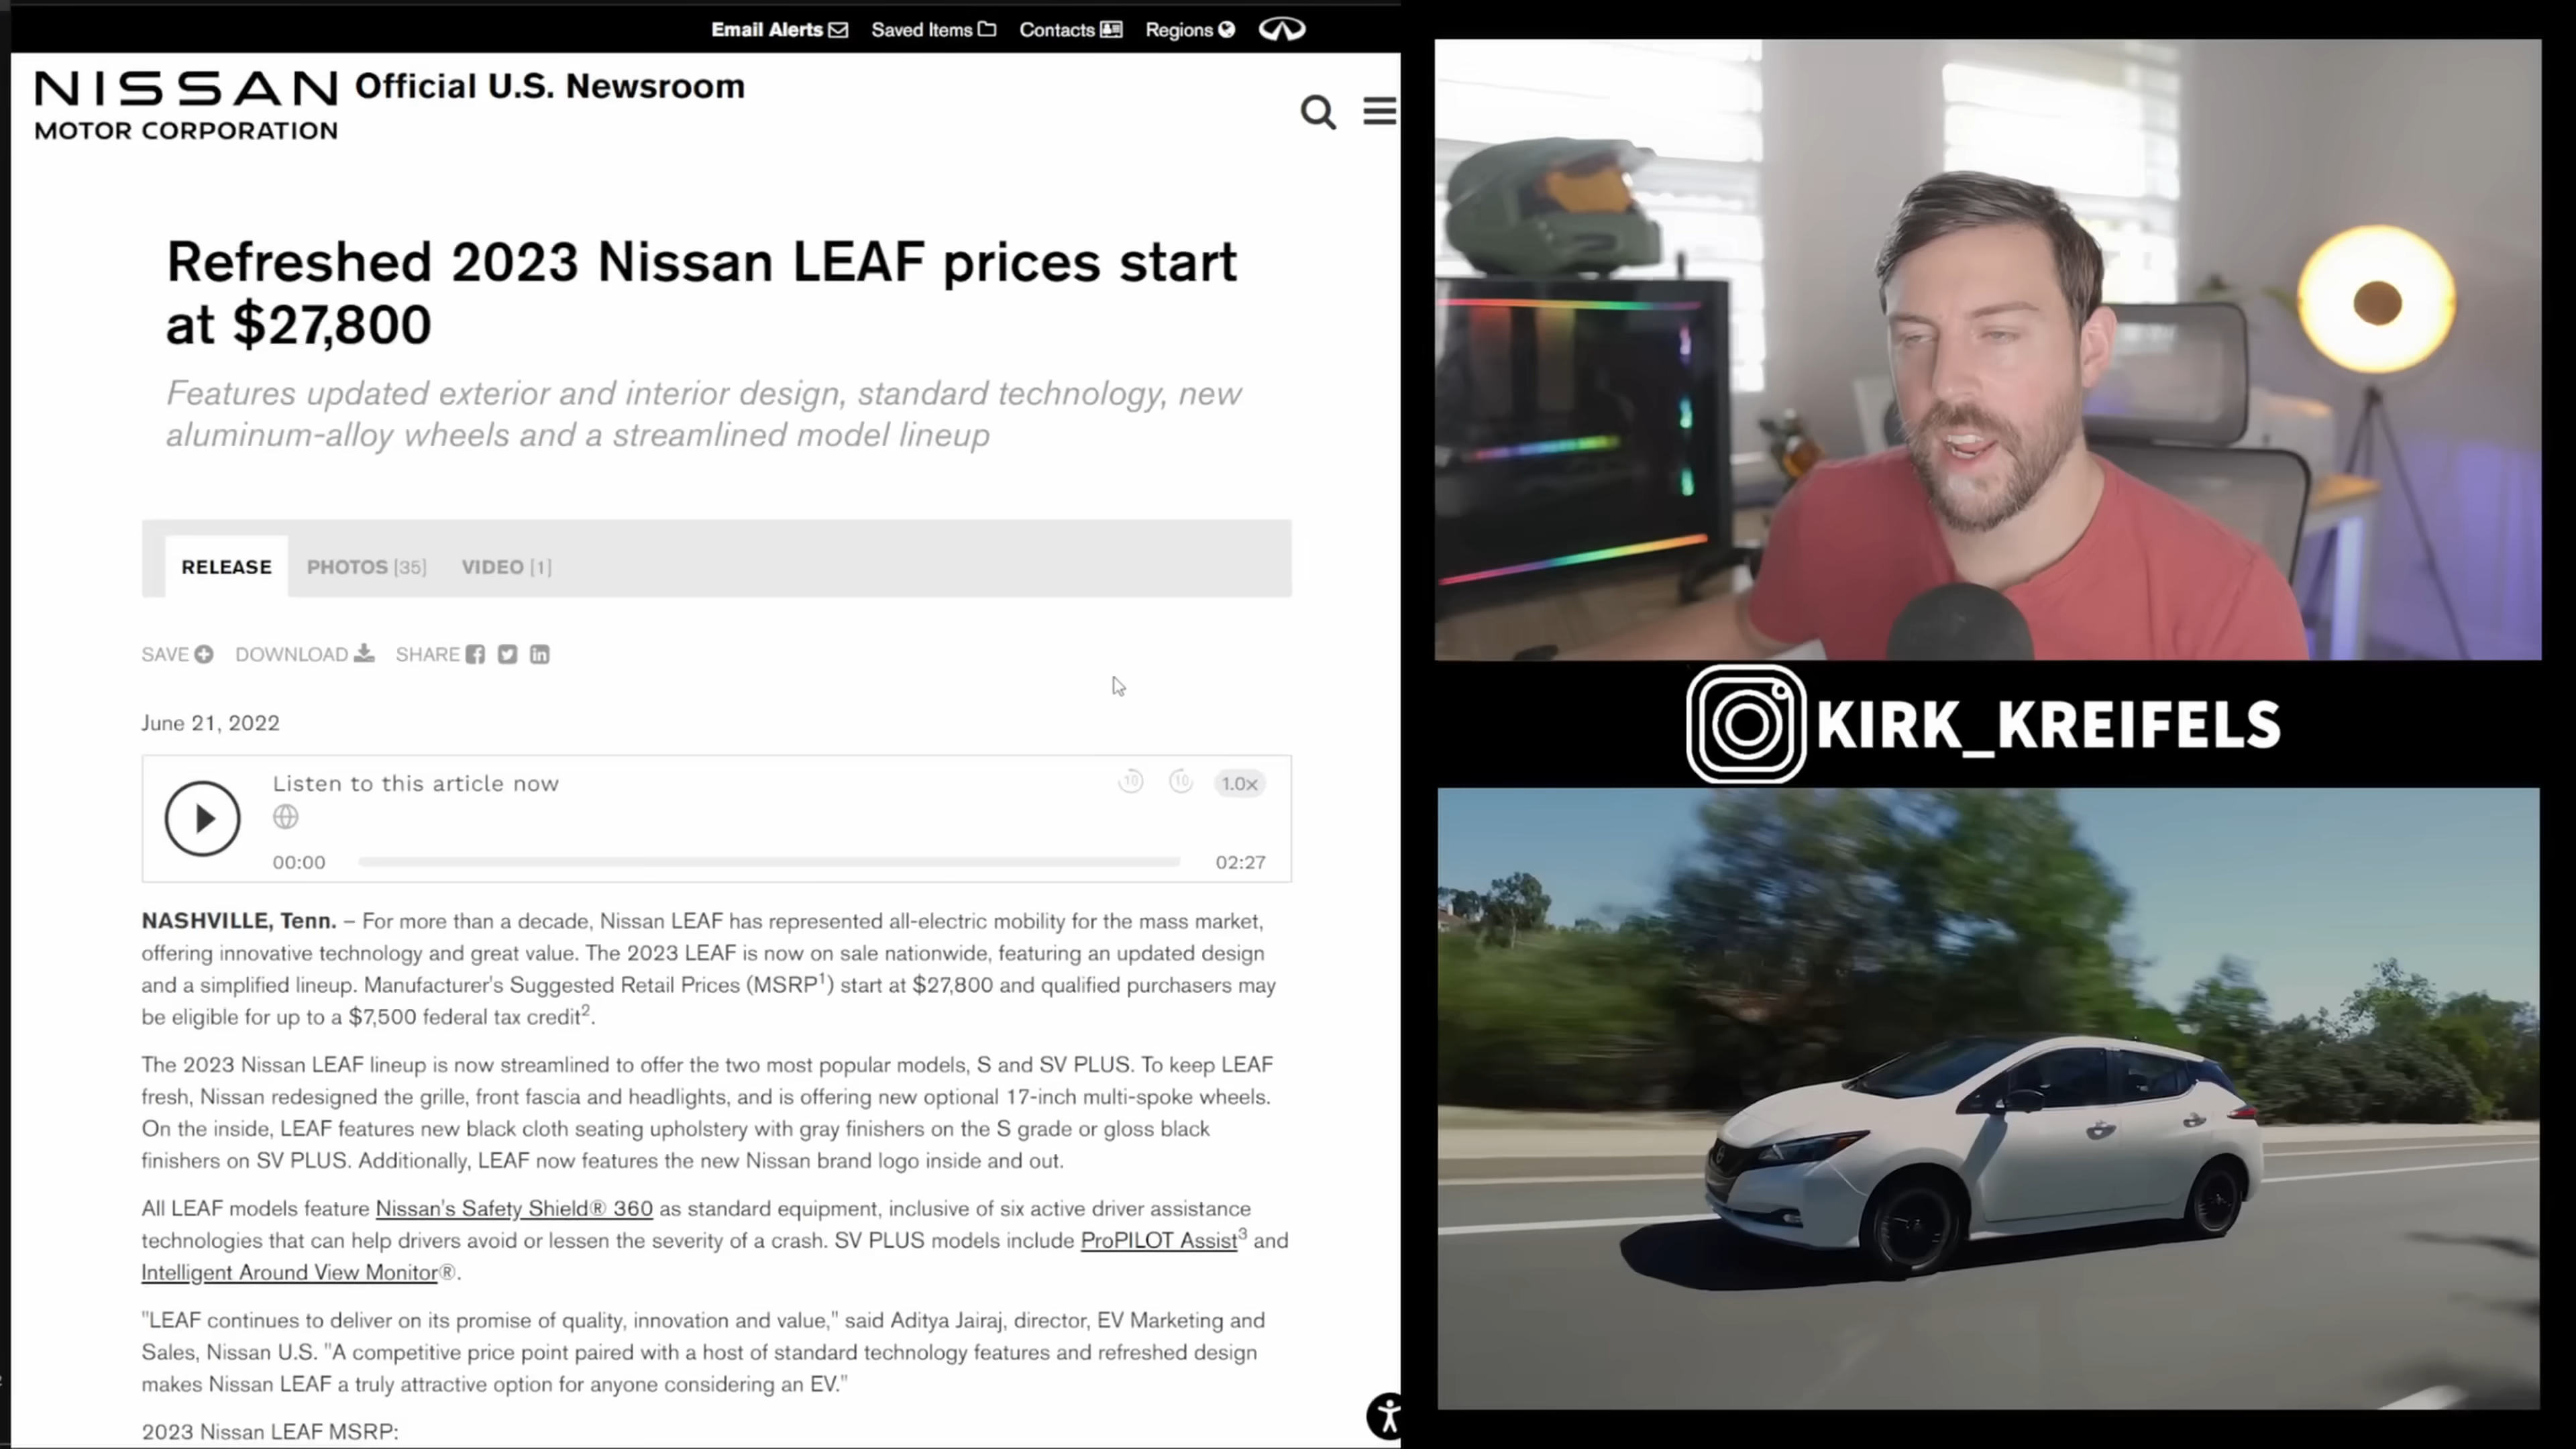 Email Alerts Saved Items Contacts Regions
NISSAN
MOTOR CORPORATION
Official U.S. Newsroom
Refreshed 2023 Nissan LEAF prices start
at $27,800
Features updated exterior and interior design, standard technology, new
aluminum-alloy wheels and a streamlined model lineup
RELEASE PHOTOS [35] VIDEO [1]
SAVE DOWNLOAD SHARE
June 21, 2022
Listen to this article now
10 10 1.0x
00:00 02:27
NASHVILLE, Tenn. – For more than a decade, Nissan LEAF has represented all-electric mobility for the mass market,
offering innovative technology and great value. The 2023 LEAF is now on sale nationwide, featuring an updated design
and a simplified lineup. Manufacturer's Suggested Retail Prices (MSRP¹) start at $27,800 and qualified purchasers may
be eligible for up to a $7,500 federal tax credit².
The 2023 Nissan LEAF lineup is now streamlined to offer the two most popular models, S and SV PLUS. To keep LEAF
fresh, Nissan redesigned the grille, front fascia and headlights, and is offering new optional 17-inch multi-spoke wheels.
On the inside, LEAF features new black cloth seating upholstery with gray finishers on the S grade or gloss black
finishers on SV PLUS. Additionally, LEAF now features the new Nissan brand logo inside and out.
All LEAF models feature Nissan's Safety Shield® 360 as standard equipment, inclusive of six active driver assistance
technologies that can help drivers avoid or lessen the severity of a crash. SV PLUS models include ProPILOT Assist³ and
Intelligent Around View Monitor®.
"LEAF continues to deliver on its promise of quality, innovation and value," said Aditya Jairaj, director, EV Marketing and
Sales, Nissan U.S. "A competitive price point paired with a host of standard technology features and refreshed design
makes Nissan LEAF a truly attractive option for anyone considering an EV."
2023 Nissan LEAF MSRP:
KIRK_KREIFELS